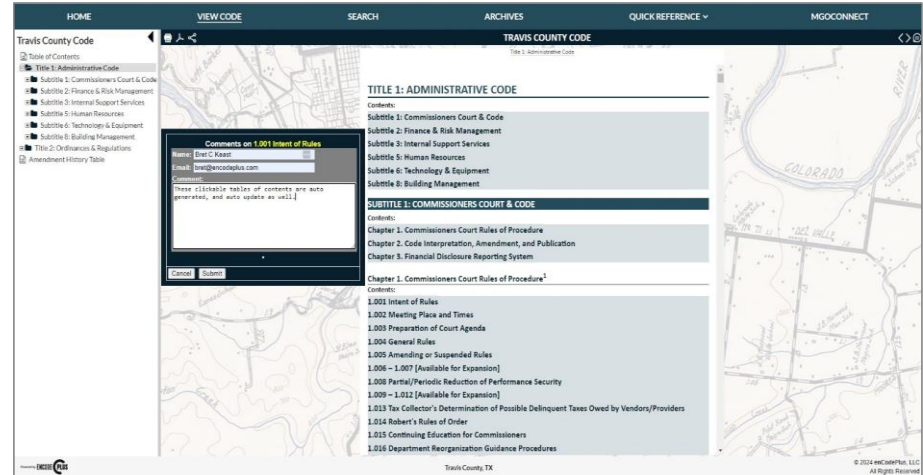 HOME VIEW CODE SEARCH ARCHIVES QUICK REFERENCE MGOCONNECT
Travis County Code
TRAVIS COUNTY CODE
Table of Contents
Title 1: Administrative Code
Subtitle 1: Commissioners Court & Code
Subtitle 2: Finance & Risk Management
Subtitle 3: Internal Support Services
Subtitle 5: Human Resources
Subtitle 6: Technology & Equipment
Subtitle 8: Building Management
Title 2: Ordinances & Regulations
Amendment History Table
Comments on 1.001 Intent of Rules
Name: Bret C Keast
Email: bret@encodeplus.com
Comment:
These clickable tables of contents are auto
generated, and auto update as well.
Cancel Submit
Title 1: Administrative Code
TITLE 1: ADMINISTRATIVE CODE
Contents:
Subtitle 1: Commissioners Court & Code
Subtitle 2: Finance & Risk Management
Subtitle 3: Internal Support Services
Subtitle 5: Human Resources
Subtitle 6: Technology & Equipment
Subtitle 8: Building Management
SUBTITLE 1: COMMISSIONERS COURT & CODE
Contents:
Chapter 1. Commissioners Court Rules of Procedure
Chapter 2. Code Interpretation, Amendment, and Publication
Chapter 3. Financial Disclosure Reporting System
Chapter 1. Commissioners Court Rules of Procedure1
Contents:
1.001 Intent of Rules
1.002 Meeting Place and Times
1.003 Preparation of Court Agenda
1.004 General Rules
1.005 Amending or Suspended Rules
1.006 – 1.007 [Available for Expansion]
1.008 Partial/Periodic Reduction of Performance Security
1.009 – 1.012 [Available for Expansion]
1.013 Tax Collector's Determination of Possible Delinquent Taxes Owed by Vendors/Providers
1.014 Robert's Rules of Order
1.015 Continuing Education for Commissioners
1.016 Department Reorganization Guidance Procedures
COLORADO
RIVER
DEL VALLE
ENCODE PLUS
Travis County, TX
© 2024 enCodePlus, LLC
All Rights Reserved